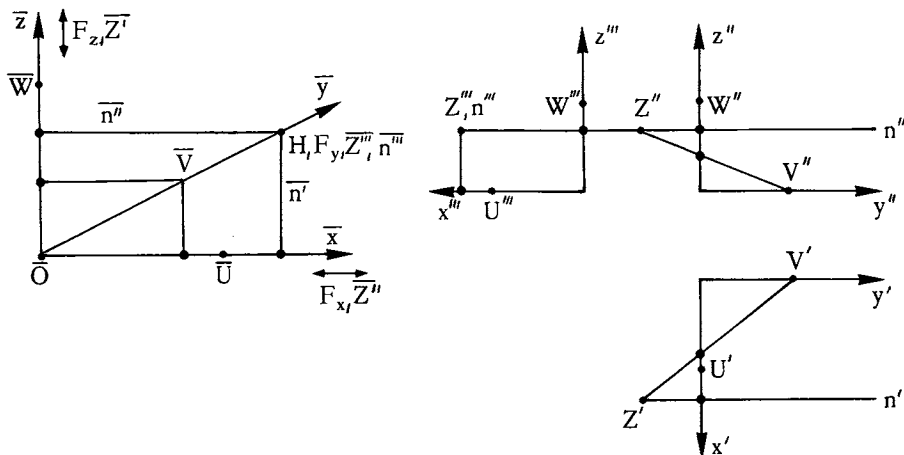 z̅ F_z, Z̅'
W̅
n̅'' y̅
V̅ H, F_y, Z̅''', n̅'''
n̅'
O̅ U̅ x̅
F_x, Z̅''
z''' z''
Z''', n''' W''' Z'' W''
n''
V''
x''' U''' y''
V'
y'
U'
Z' n'
x'